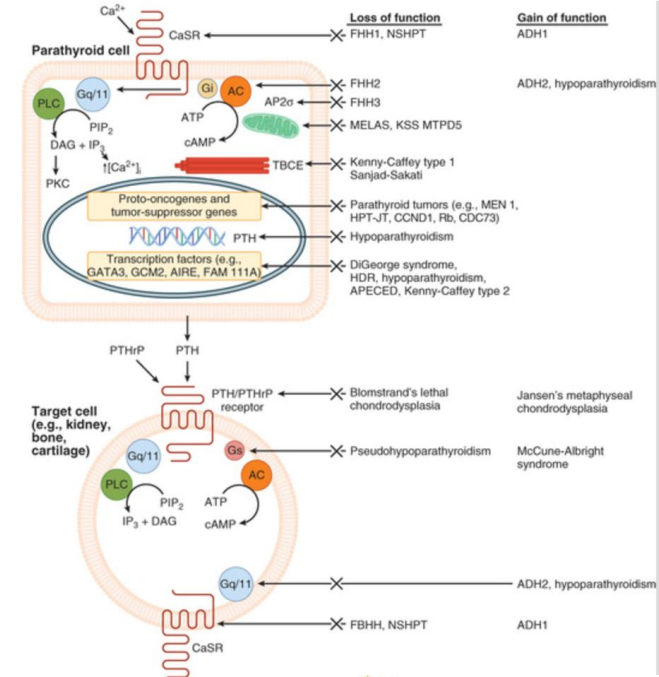 Loss of function
Gain of function
Ca2+
CaSR
FHH1, NSHPT
ADH1
Parathyroid cell
PLC
Gq/11
Gi
AC
FHH2
ADH2, hypoparathyroidism
AP2σ
FHH3
PIP2
ATP
MELAS, KSS MTPD5
DAG + IP3
cAMP
↑[Ca2+]i
PKC
TBCE
Kenny-Caffey type 1
Sanjad-Sakati
Proto-oncogenes and
tumor-suppressor genes
Parathyroid tumors (e.g., MEN 1,
HPT-JT, CCND1, Rb, CDC73)
PTH
Hypoparathyroidism
Transcription factors (e.g.,
GATA3, GCM2, AIRE, FAM 111A)
DiGeorge syndrome,
HDR, hypoparathyroidism,
APECED, Kenny-Caffey type 2
PTHrP
PTH
PTH/PTHrP
receptor
Blomstrand's lethal
chondrodysplasia
Jansen's metaphyseal
chondrodysplasia
Target cell
(e.g., kidney,
bone,
cartilage)
Gq/11
Gs
Pseudohypoparathyroidism
McCune-Albright
syndrome
PLC
AC
PIP2
ATP
IP3 + DAG
cAMP
Gq/11
ADH2, hypoparathyroidism
FBHH, NSHPT
ADH1
CaSR